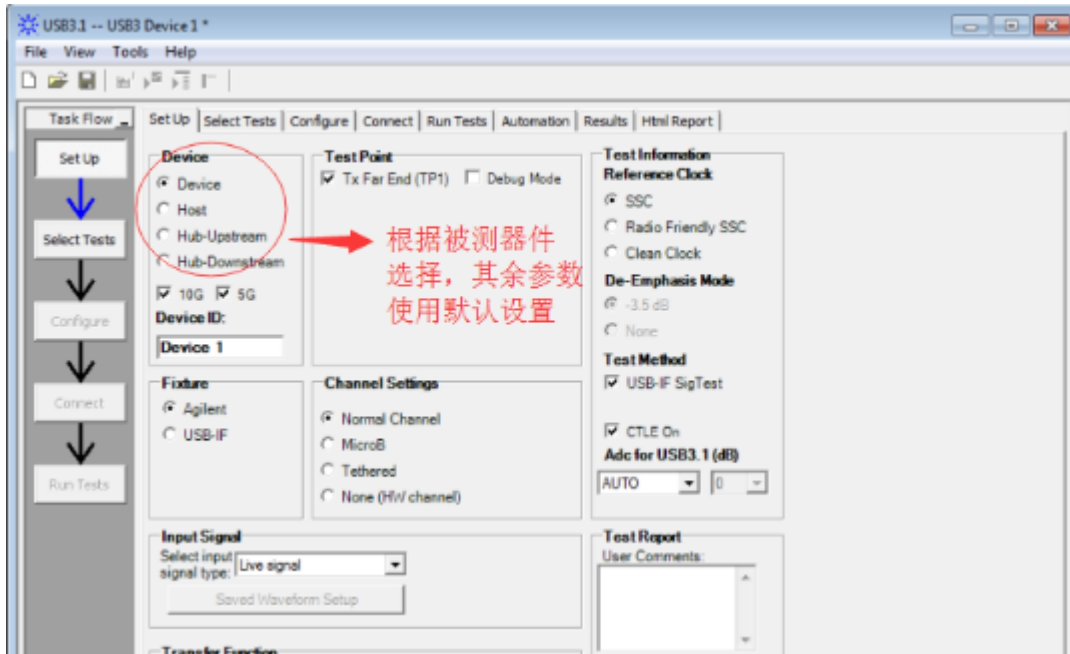 USB3.1 -- USB3 Device 1 *
File View Tools Help
Task Flow
Set Up Select Tests Configure Connect Run Tests Automation Results Html Report
Set Up
Select Tests
Configure
Connect
Run Tests
Device
Device
Host
Hub-Upstream
Hub-Downstream
10G 5G
Device ID:
Device 1
Test Point
Tx Far End (TP1) Debug Mode
根据被测器件
选择，其余参数
使用默认设置
Test Information
Reference Clock
SSC
Radio Friendly SSC
Clean Clock
De-Emphasis Mode
-3.5 dB
None
Test Method
USB-IF SigTest
CTLE On
Adc for USB3.1 (dB)
AUTO 0
Fixture
Agilent
USB-IF
Channel Settings
Normal Channel
MicroB
Tethered
None (HW channel)
Input Signal
Select input
signal type: Live signal
Saved Waveform Setup
Test Report
User Comments:
Transfer Function